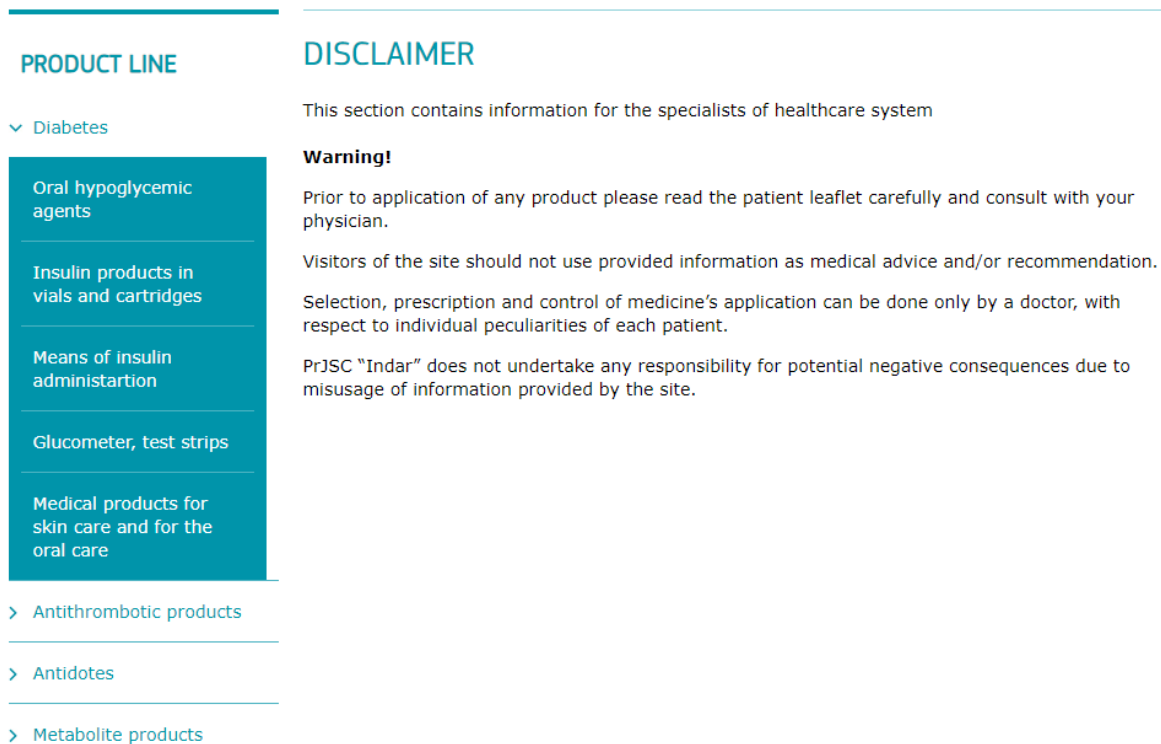 PRODUCT LINE
Diabetes
Oral hypoglycemic
agents
Insulin products in
vials and cartridges
Means of insulin
administartion
Glucometer, test strips
Medical products for
skin care and for the
oral care
Antithrombotic products
Antidotes
Metabolite products
DISCLAIMER
This section contains information for the specialists of healthcare system
Warning!
Prior to application of any product please read the patient leaflet carefully and consult with your
physician.
Visitors of the site should not use provided information as medical advice and/or recommendation.
Selection, prescription and control of medicine’s application can be done only by a doctor, with
respect to individual peculiarities of each patient.
PrJSC “Indar” does not undertake any responsibility for potential negative consequences due to
misusage of information provided by the site.